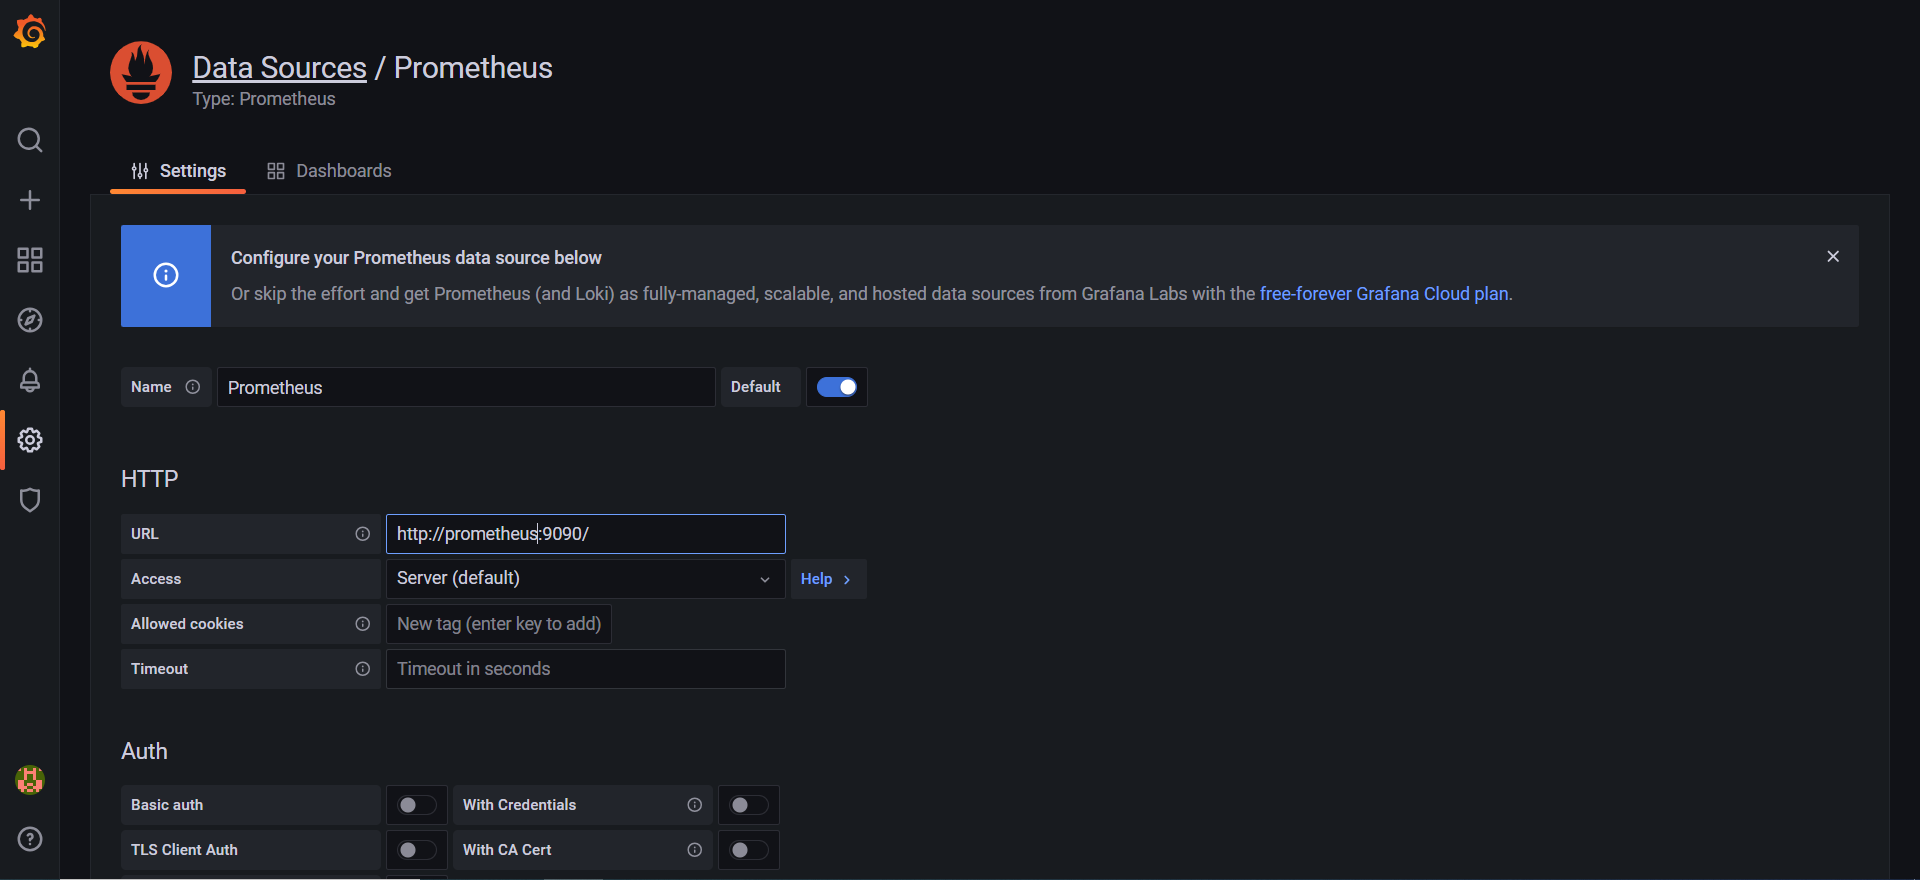 Data Sources / Prometheus
Type: Prometheus
Settings
Dashboards
Configure your Prometheus data source below
Or skip the effort and get Prometheus (and Loki) as fully-managed, scalable, and hosted data sources from Grafana Labs with the free-forever Grafana Cloud plan.
Name
Prometheus
Default
HTTP
URL
http://prometheus:9090/
Access
Server (default)
Help
Allowed cookies
New tag (enter key to add)
Timeout
Timeout in seconds
Auth
Basic auth
With Credentials
TLS Client Auth
With CA Cert